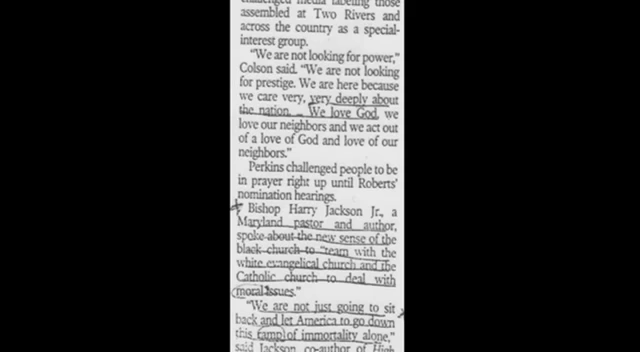 challenged media labeling those
assembled at Two Rivers and
across the country as a special-
interest group.
"We are not looking for power,"
Colson said. "We are not looking
for prestige. We are here because
we care very, very deeply about
the nation. ... We love God, we
love our neighbors and we act out
of a love of God and love of our
neighbors."
Perkins challenged people to be
in prayer right up until Roberts'
nomination hearings.
Bishop Harry Jackson Jr., a
Maryland pastor and author,
spoke about the new sense of the
black church to "team with the
white evangelical church and the
Catholic church to deal with
moral issues."
"We are not just going to sit
back and let America to go down
this ramp of immortality alone,"
said Jackson, co-author of High